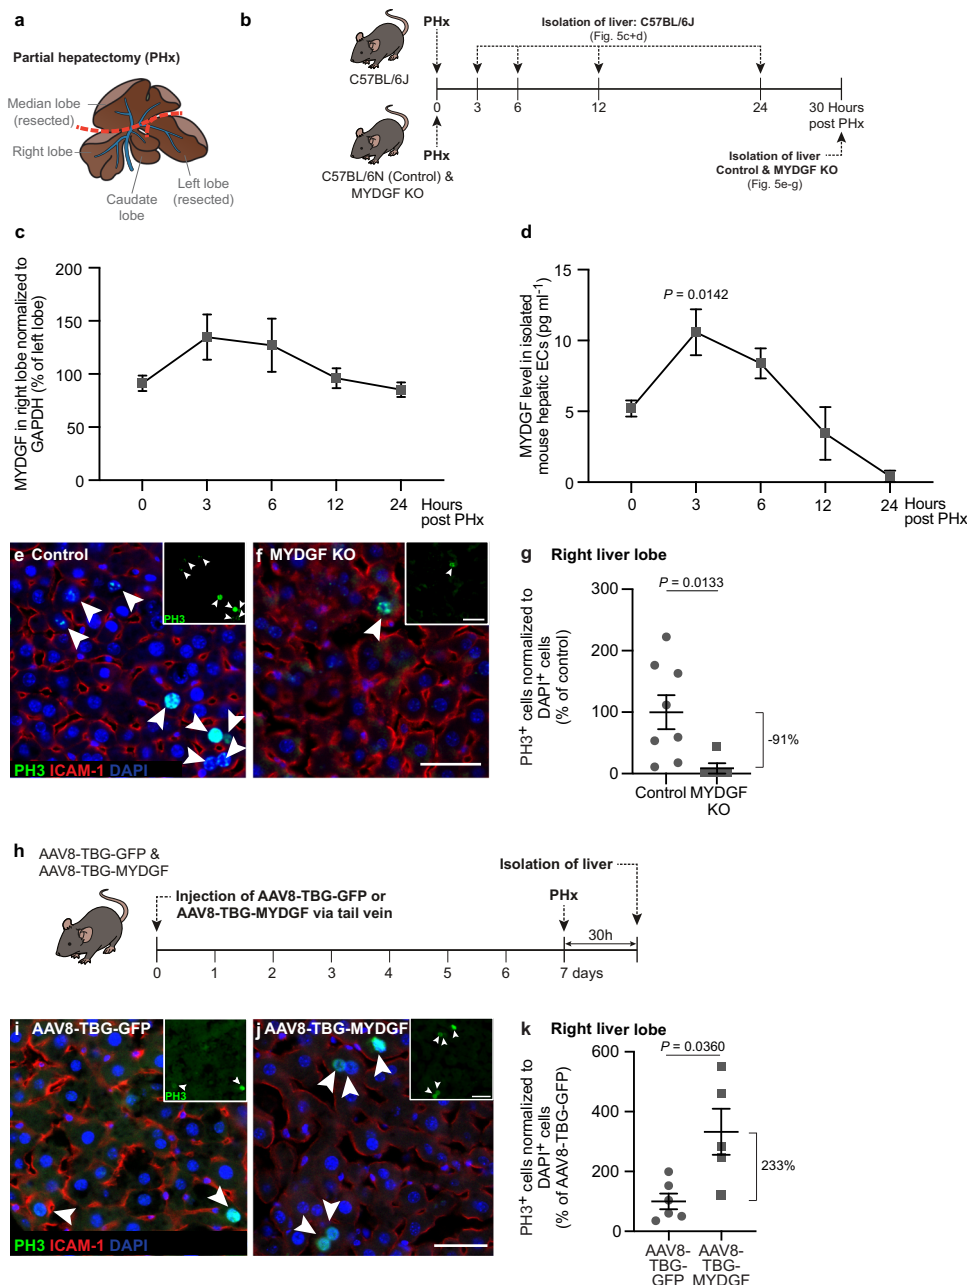 a
Partial hepatectomy (PHx)
Median lobe
(resected)
Right lobe
Caudate
lobe
Left lobe
(resected)
b
C57BL/6J
C57BL/6N (Control) &
MYDGF KO
PHx
Isolation of liver: C57BL/6J
(Fig. 5c+d)
0
3
6
12
24
30 Hours
post PHx
PHx
Isolation of liver
Control & MYDGF KO
(Fig. 5e-g)
c
MYDGF in right lobe normalized to
GAPDH (% of left lobe)
200
150
100
50
0
0
3
6
12
24
Hours
post PHx
d
MYDGF level in isolated
mouse hepatic ECs (pg ml-1)
15
10
5
0
P = 0.0142
0
3
6
12
24
Hours
post PHx
e Control
PH3
PH3 ICAM-1 DAPI
f MYDGF KO
g Right liver lobe
PH3+ cells normalized to
DAPI+ cells
(% of control)
300
200
100
0
P = 0.0133
-91%
Control
MYDGF
KO
h
AAV8-TBG-GFP &
AAV8-TBG-MYDGF
Injection of AAV8-TBG-GFP or
AAV8-TBG-MYDGF via tail vein
Isolation of liver
PHx
30h
0
1
2
3
4
5
6
7 days
i AAV8-TBG-GFP
PH3
PH3 ICAM-1 DAPI
j AAV8-TBG-MYDGF
k Right liver lobe
PH3+ cells normalized to
DAPI+ cells
(% of AAV8-TBG-GFP)
600
400
200
0
P = 0.0360
233%
AAV8-
TBG-
GFP
AAV8-
TBG-
MYDGF